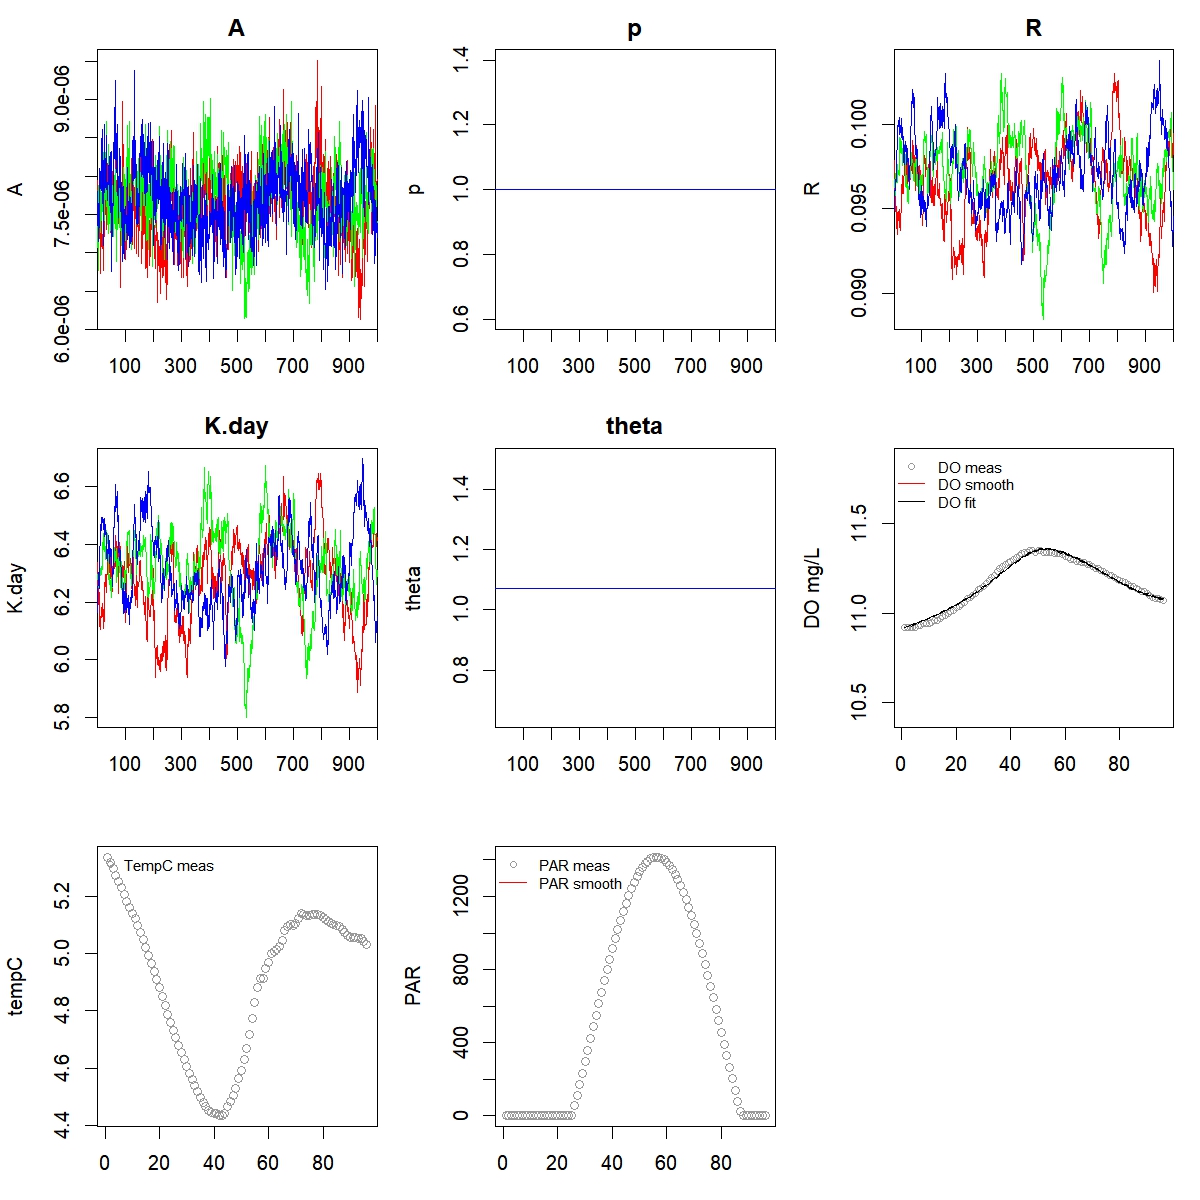 A
A
6.0e-06 7.5e-06 9.0e-06
100 300 500 700 900
p
p
0.6 0.8 1.0 1.2 1.4
100 300 500 700 900
R
R
0.090 0.095 0.100
100 300 500 700 900
K.day
K.day
5.8 6.0 6.2 6.4 6.6
100 300 500 700 900
theta
theta
0.8 1.0 1.2 1.4
100 300 500 700 900
DO meas
DO smooth
DO fit
DO mg/L
10.5 11.0 11.5
0 20 40 60 80
TempC meas
tempC
4.4 4.6 4.8 5.0 5.2
0 20 40 60 80
PAR meas
PAR smooth
PAR
0 400 800 1200
0 20 40 60 80